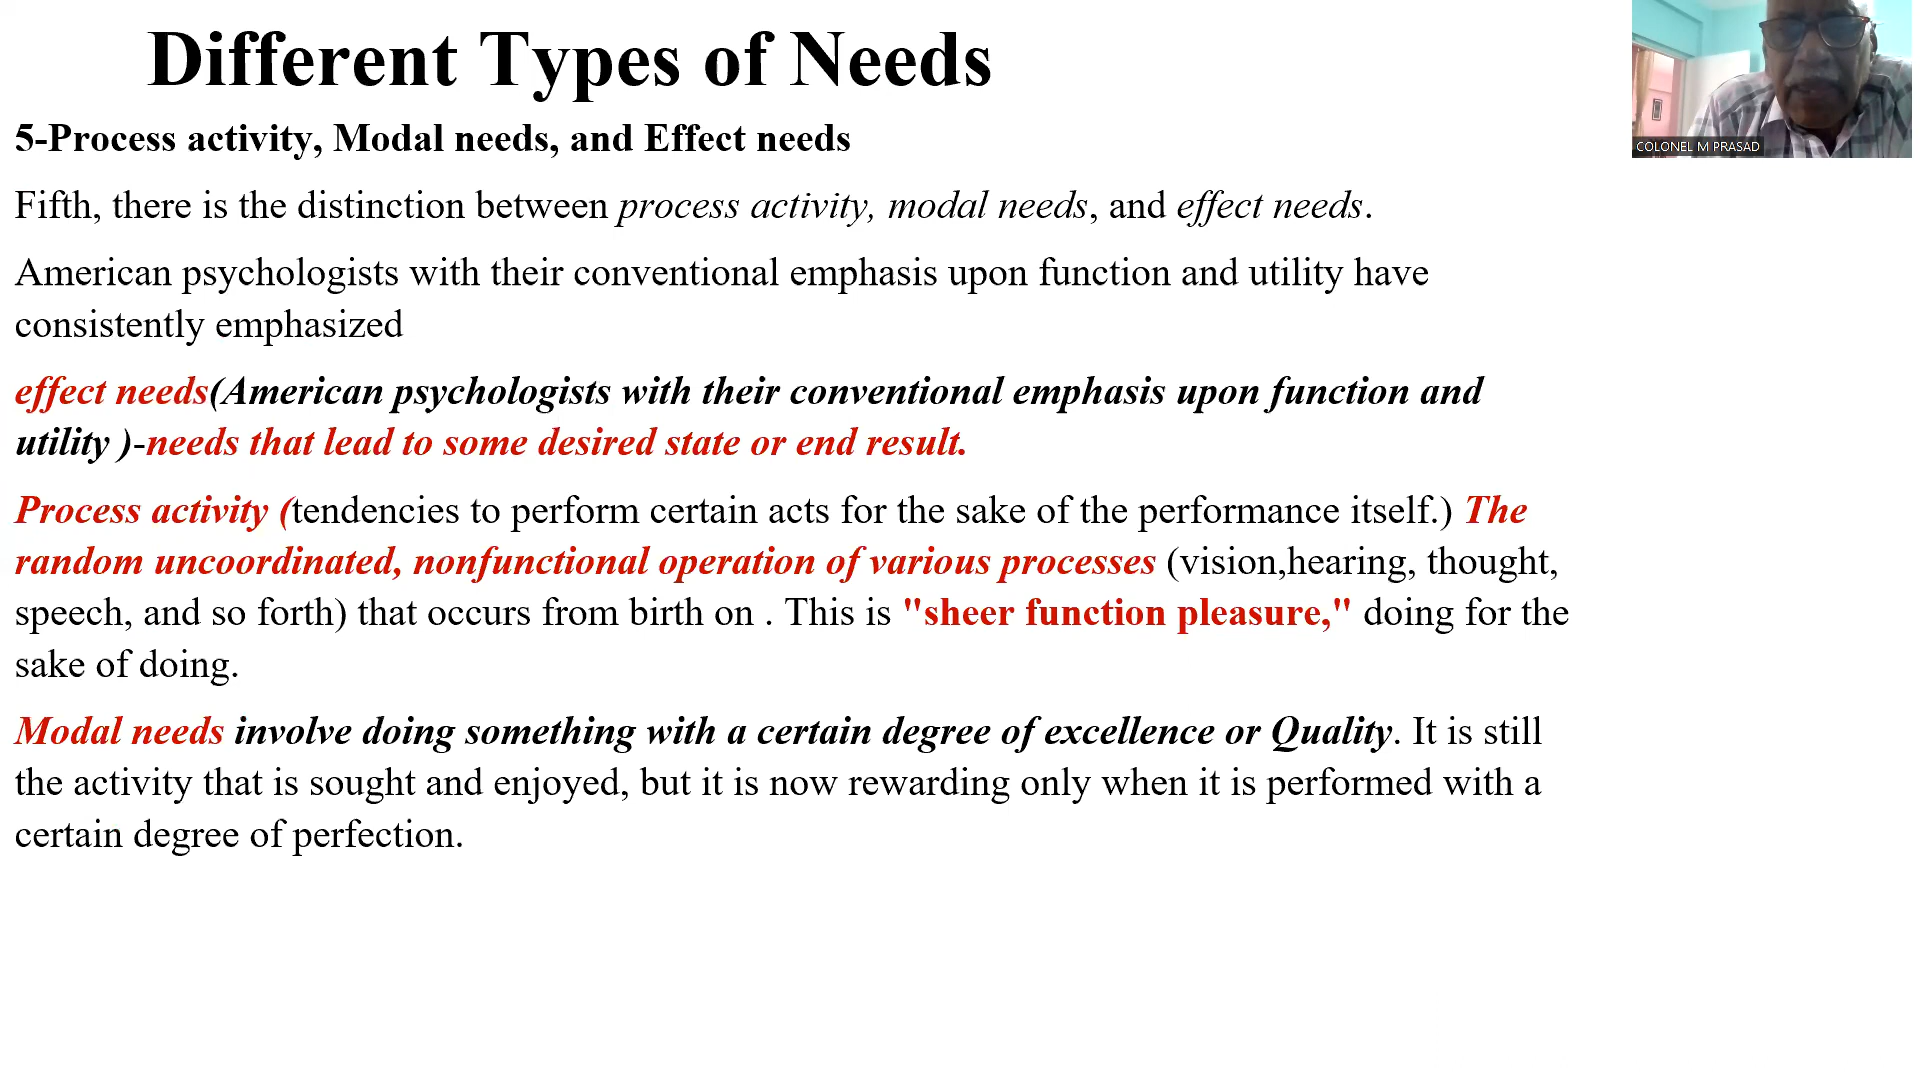 Different Types of Needs
COLONEL M PRASAD
5-Process activity, Modal needs, and Effect needs
Fifth, there is the distinction between process activity, modal needs, and effect needs.
American psychologists with their conventional emphasis upon function and utility have
consistently emphasized
effect needs(American psychologists with their conventional emphasis upon function and
utility )-needs that lead to some desired state or end result.
Process activity (tendencies to perform certain acts for the sake of the performance itself.) The
random uncoordinated, nonfunctional operation of various processes (vision,hearing, thought,
speech, and so forth) that occurs from birth on . This is "sheer function pleasure," doing for the
sake of doing.
Modal needs involve doing something with a certain degree of excellence or Quality. It is still
the activity that is sought and enjoyed, but it is now rewarding only when it is performed with a
certain degree of perfection.